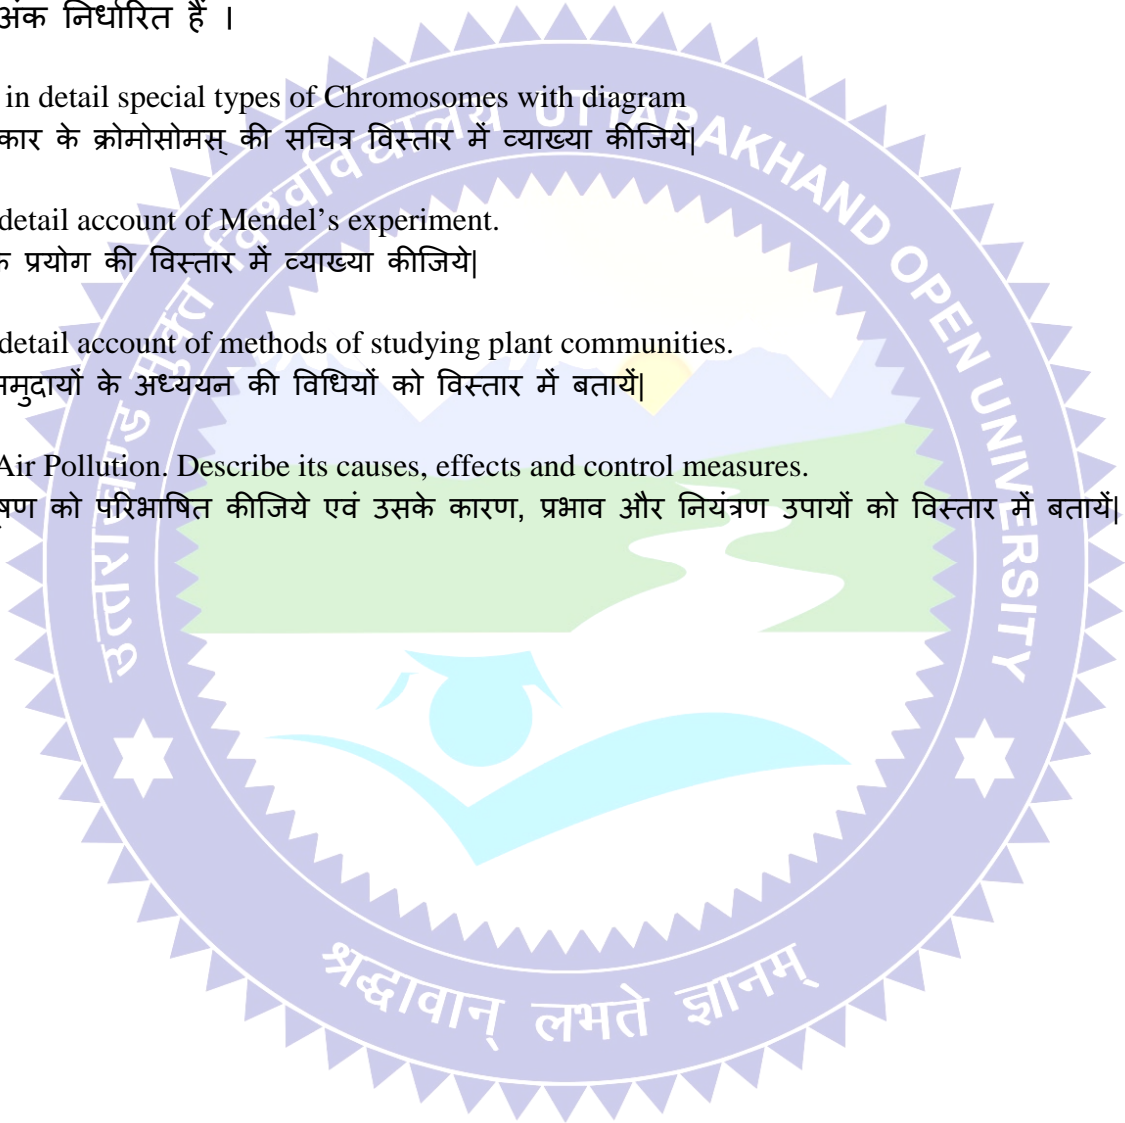 अंक निर्धारित हैं ।
in detail special types of Chromosomes with diagram
कार के क्रोमोसोमस् की सचित्र विस्तार में व्याख्या कीजिये|
detail account of Mendel’s experiment.
के प्रयोग की विस्तार में व्याख्या कीजिये|
detail account of methods of studying plant communities.
समुदायों के अध्ययन की विधियों को विस्तार में बतायें|
Air Pollution. Describe its causes, effects and control measures.
षण को परिभाषित कीजिये एवं उसके कारण, प्रभाव और नियंत्रण उपायों को विस्तार में बतायें|
उत्तराखण्ड मुक्त विश्वविद्यालय
UTTARAKHAND OPEN UNIVERSITY
श्रद्धावान् लभते ज्ञानम्